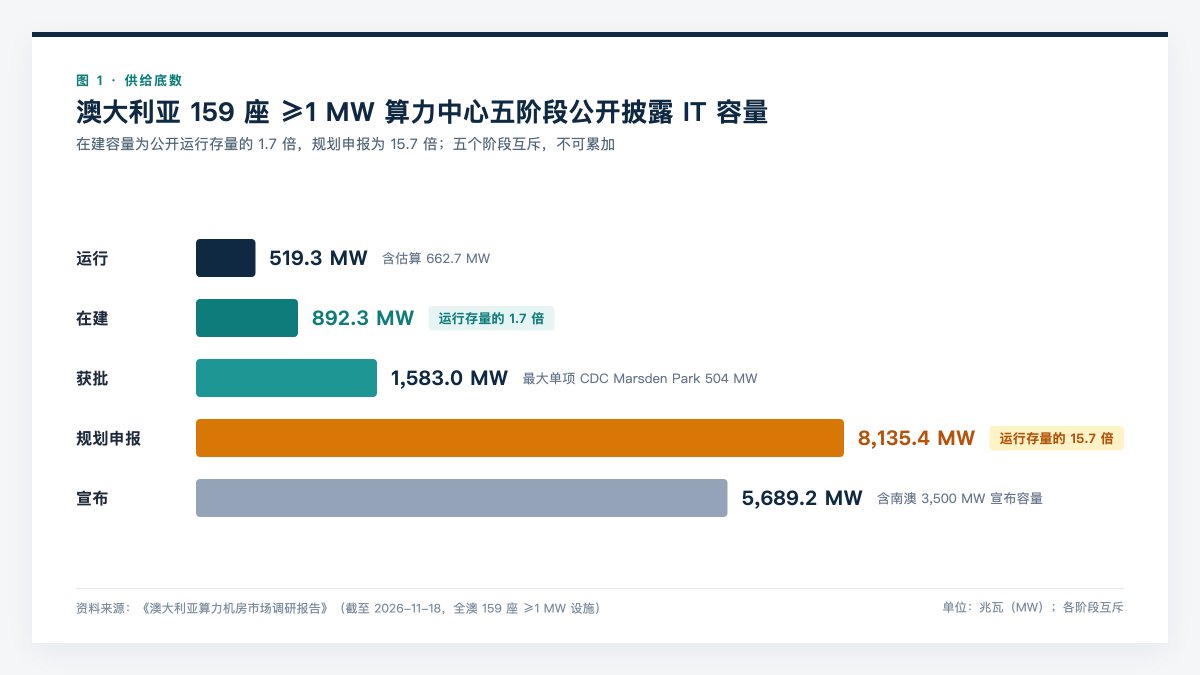 图 1 · 供给底数
澳大利亚 159 座 ≥1 MW 算力中心五阶段公开披露 IT 容量
在建容量为公开运行存量的 1.7 倍，规划申报为 15.7 倍；五个阶段互斥，不可累加
运行 519.3 MW 含估算 662.7 MW
在建 892.3 MW 运行存量的 1.7 倍
获批 1,583.0 MW 最大单项 CDC Marsden Park 504 MW
规划申报 8,135.4 MW 运行存量的 15.7 倍
宣布 5,689.2 MW 含南澳 3,500 MW 宣布容量
资料来源：《澳大利亚算力机房市场调研报告》（截至 2026-11-18，全澳 159 座 ≥1 MW 设施）
单位：兆瓦（MW）；各阶段互斥